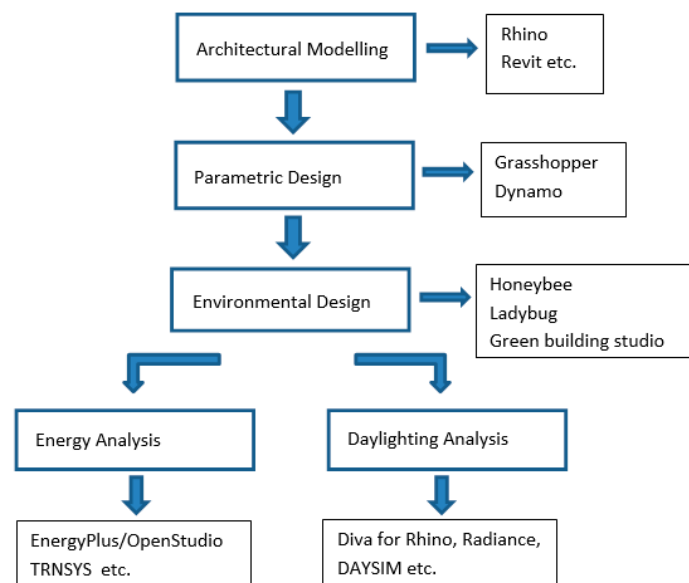 Architectural Modelling
Rhino
Revit etc.
Parametric Design
Grasshopper
Dynamo
Environmental Design
Honeybee
Ladybug
Green building studio
Energy Analysis
Daylighting Analysis
EnergyPlus/OpenStudio
TRNSYS etc.
Diva for Rhino, Radiance,
DAYSIM etc.